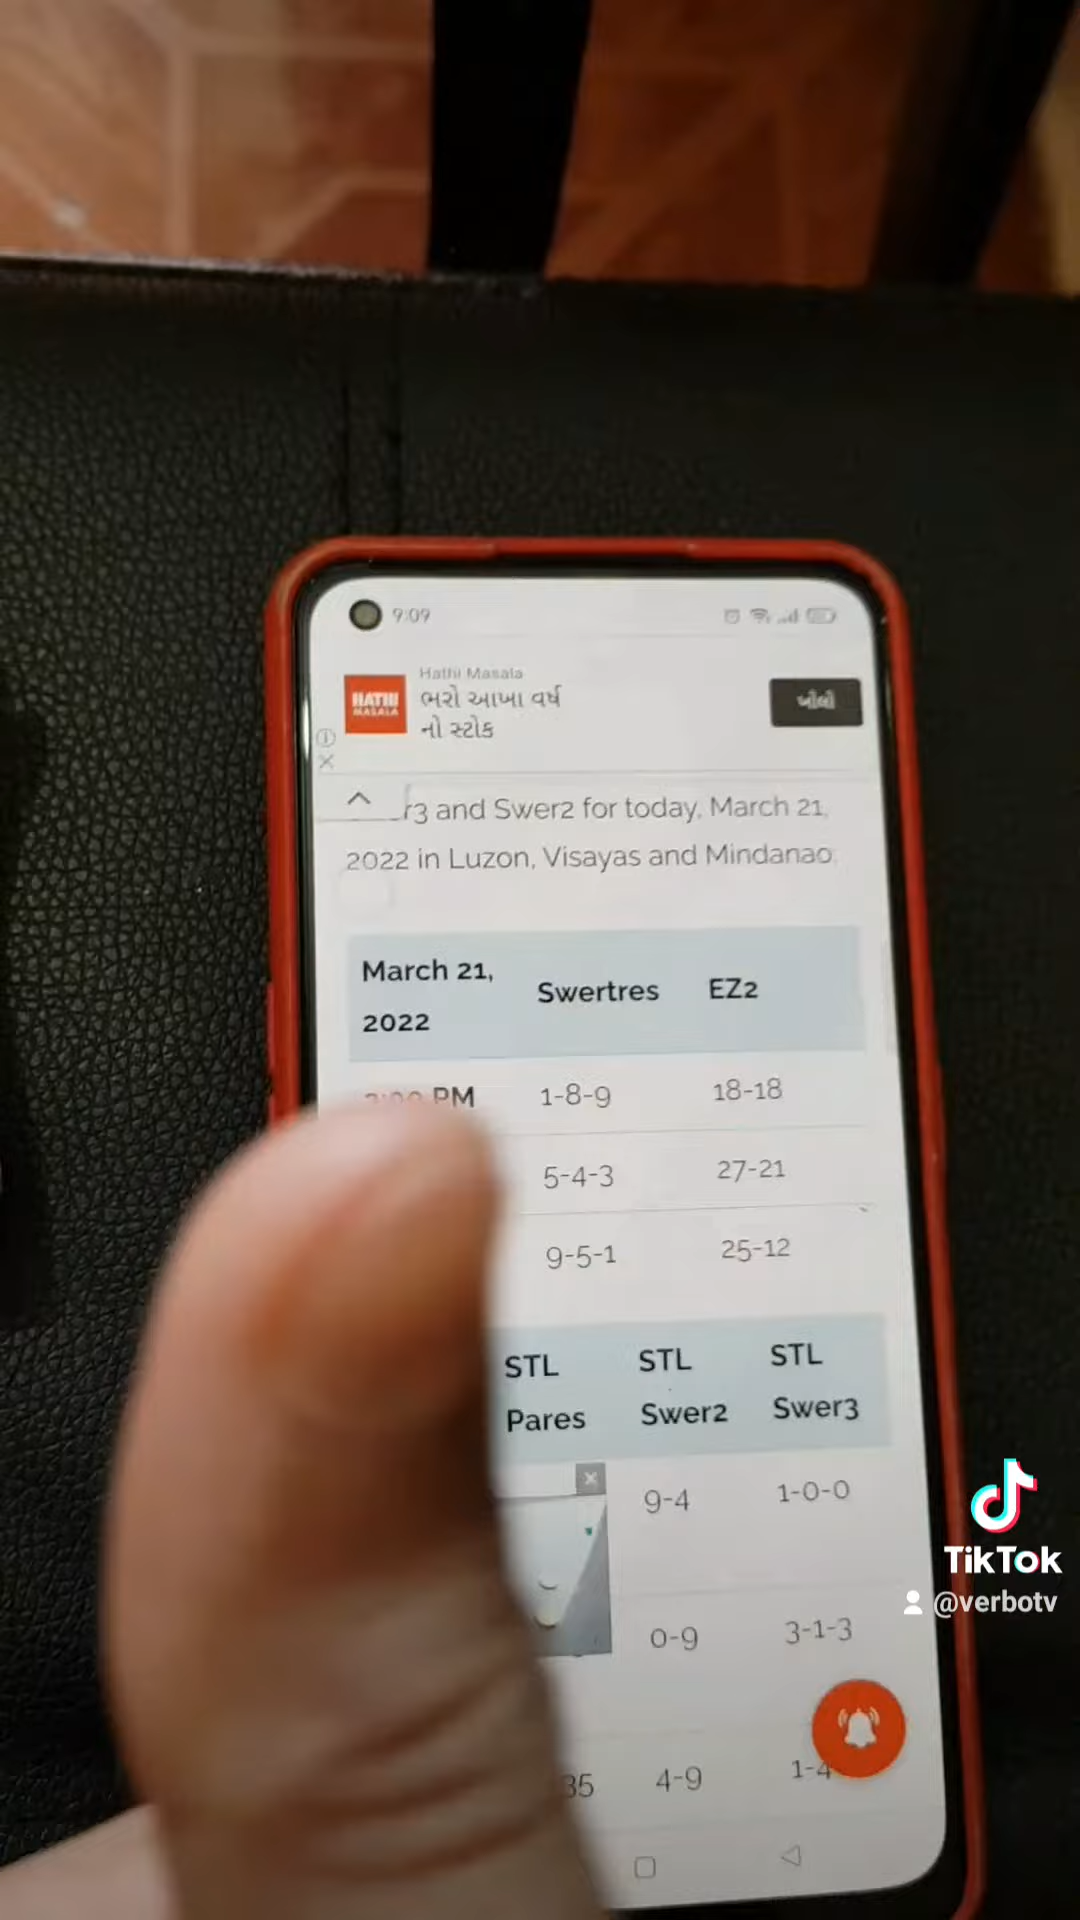 9:09
Hathi Masala
HATHI
MASALA
ભરો આખા વર્ષ
નો સ્ટોક
ખોલો
r3 and Swer2 for today, March 21,
2022 in Luzon, Visayas and Mindanao.
March 21,
2022
Swertres
EZ2
PM
1-8-9
18-18
5-4-3
27-21
9-5-1
25-12
STL
Pares
STL
Swer2
STL
Swer3
9-4
1-0-0
0-9
3-1-3
35
4-9
1-4
TikTok
@verbotv